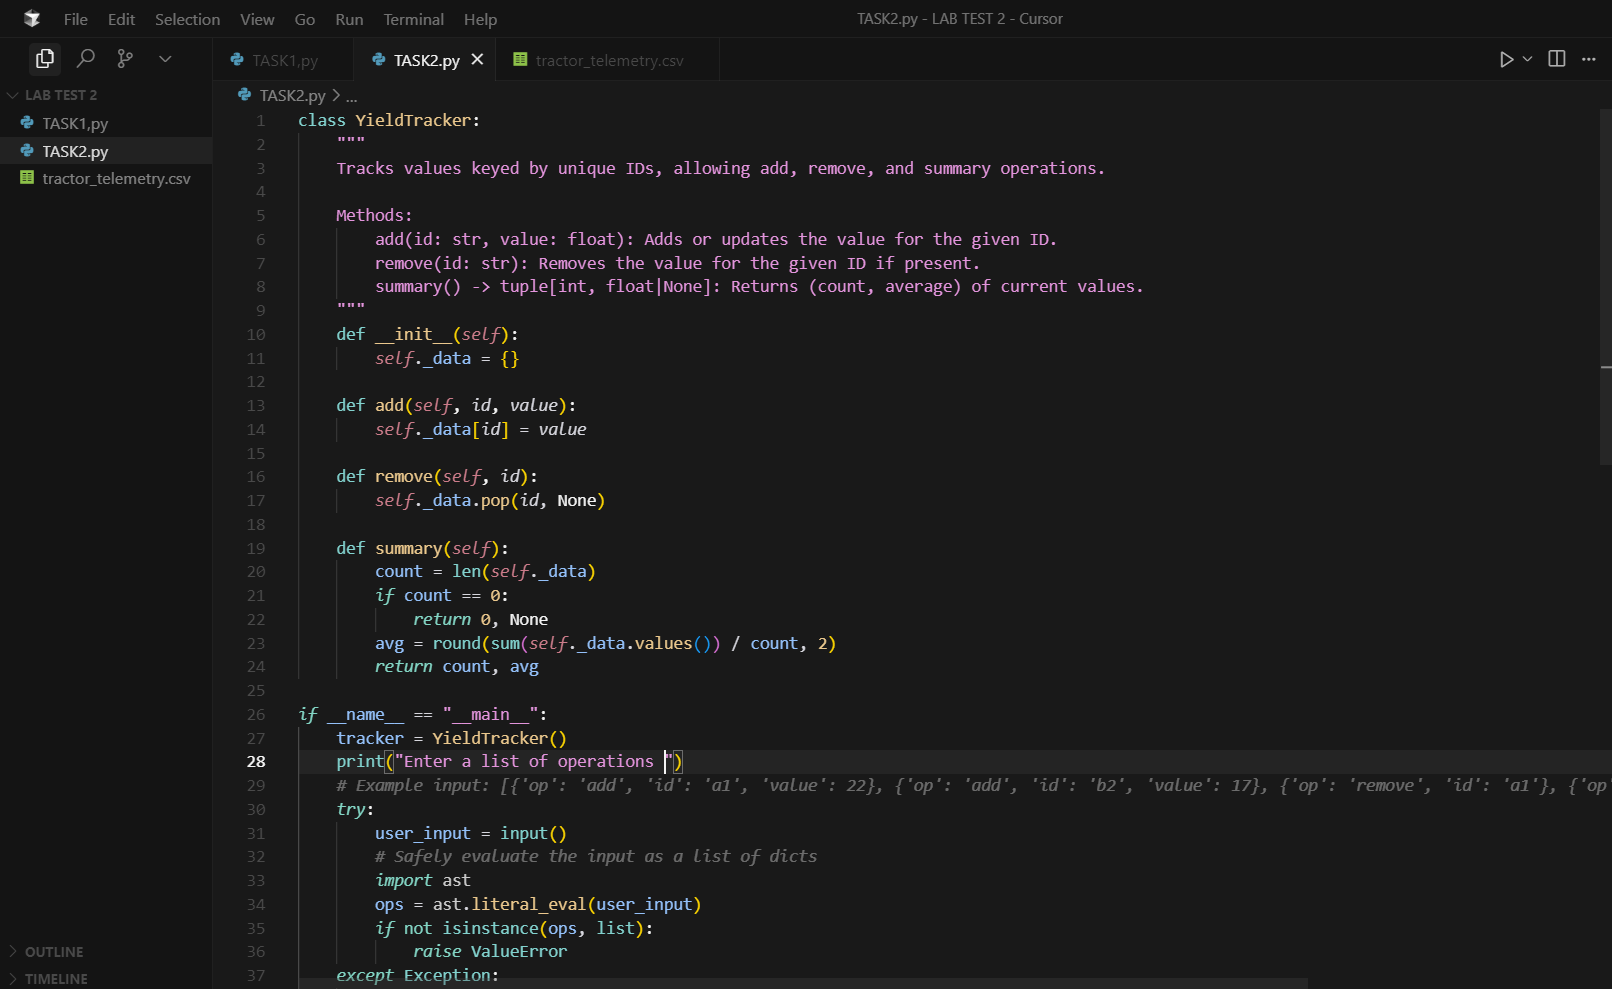 File Edit Selection View Go Run Terminal Help
TASK2.py - LAB TEST 2 - Cursor
LAB TEST 2
TASK1,py
TASK2.py
tractor_telemetry.csv
OUTLINE
TIMELINE
TASK1,py
TASK2.py
tractor_telemetry.csv
TASK2.py > ...
1 class YieldTracker:
2     """
3     Tracks values keyed by unique IDs, allowing add, remove, and summary operations.
4
5     Methods:
6         add(id: str, value: float): Adds or updates the value for the given ID.
7         remove(id: str): Removes the value for the given ID if present.
8         summary() -> tuple[int, float|None]: Returns (count, average) of current values.
9     """
10     def __init__(self):
11         self._data = {}
12
13     def add(self, id, value):
14         self._data[id] = value
15
16     def remove(self, id):
17         self._data.pop(id, None)
18
19     def summary(self):
20         count = len(self._data)
21         if count == 0:
22             return 0, None
23         avg = round(sum(self._data.values()) / count, 2)
24         return count, avg
25
26 if __name__ == "__main__":
27     tracker = YieldTracker()
28     print("Enter a list of operations ")
29     # Example input: [{'op': 'add', 'id': 'a1', 'value': 22}, {'op': 'add', 'id': 'b2', 'value': 17}, {'op': 'remove', 'id': 'a1'}, {'op
30     try:
31         user_input = input()
32         # Safely evaluate the input as a list of dicts
33         import ast
34         ops = ast.literal_eval(user_input)
35         if not isinstance(ops, list):
36             raise ValueError
37     except Exception: